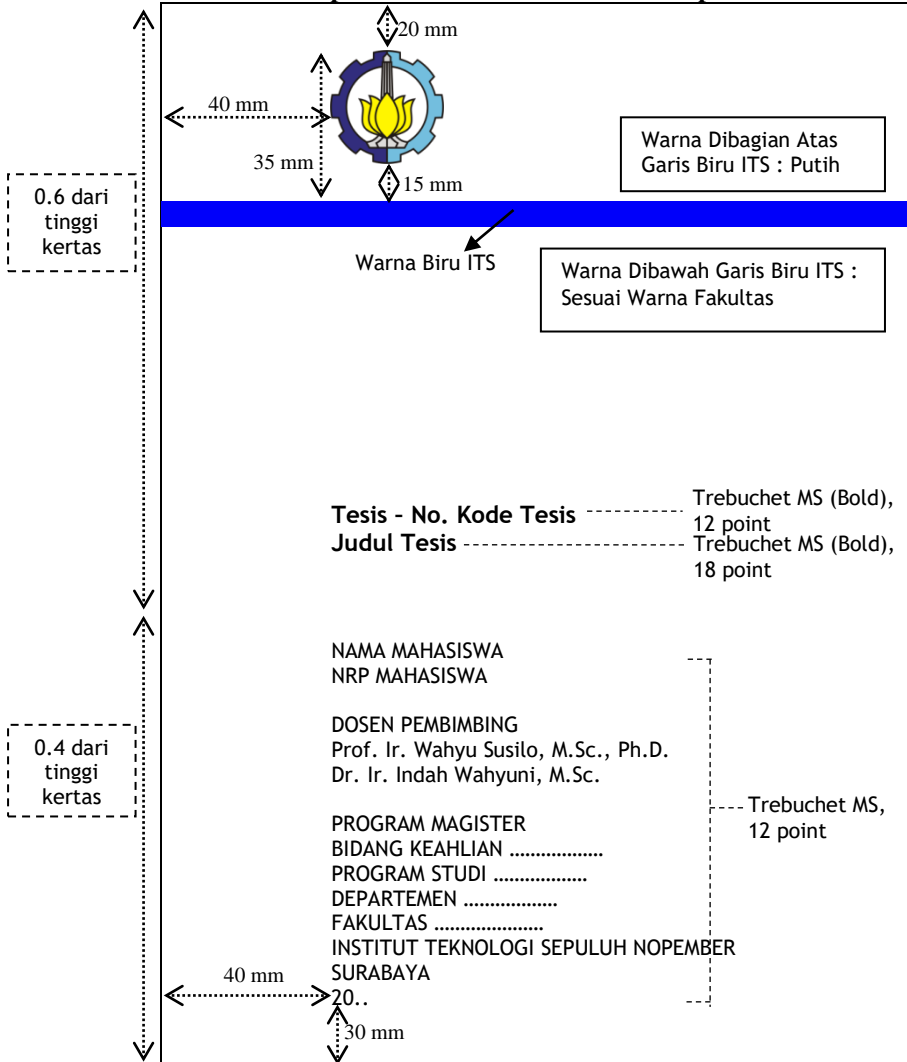 20 mm
40 mm
35 mm
Warna Dibagian Atas
Garis Biru ITS : Putih
15 mm
0.6 dari
tinggi
kertas
Warna Biru ITS
Warna Dibawah Garis Biru ITS :
Sesuai Warna Fakultas
Tesis – No. Kode Tesis
Trebuchet MS (Bold),
12 point
Judul Tesis
Trebuchet MS (Bold),
18 point
NAMA MAHASISWA
NRP MAHASISWA
DOSEN PEMBIMBING
Prof. Ir. Wahyu Susilo, M.Sc., Ph.D.
Dr. Ir. Indah Wahyuni, M.Sc.
0.4 dari
tinggi
kertas
Trebuchet MS,
12 point
PROGRAM MAGISTER
BIDANG KEAHLIAN ..................
PROGRAM STUDI ..................
DEPARTEMEN ..................
FAKULTAS .....................
INSTITUT TEKNOLOGI SEPULUH NOPEMBER
SURABAYA
20..
40 mm
30 mm